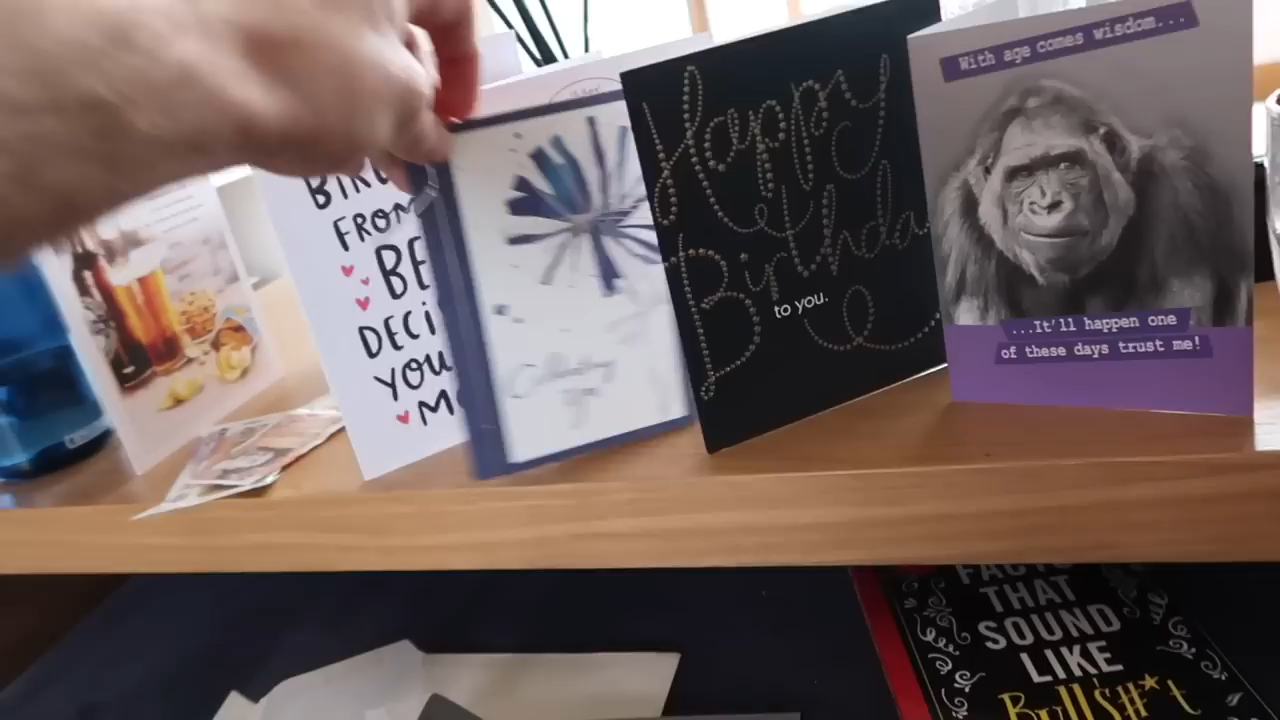 With age comes wisdom...
...It'll happen one
of these days trust me!
Happy
Birthda
to you.
FROM
BE
DECI
YOU
THAT
SOUND
LIKE
Bull$#*t